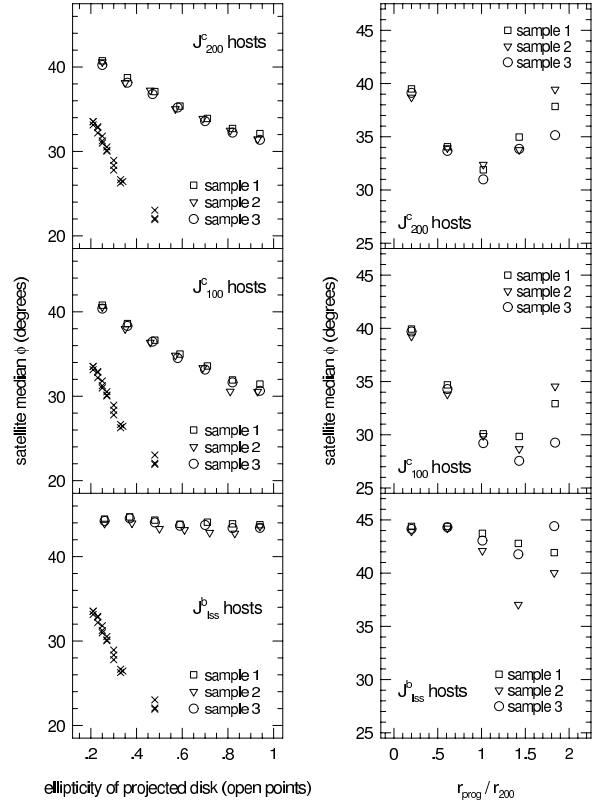 40
30
20
J^c_200 hosts
sample 1
sample 2
sample 3
40
30
20
J^c_100 hosts
sample 1
sample 2
sample 3
40
30
20
J^b_lss hosts
sample 1
sample 2
sample 3
satellite median ϕ (degrees)
.2 .4 .6 .8 1
ellipticity of projected disk (open points)
45
40
35
30
25
sample 1
sample 2
sample 3
J^c_200 hosts
45
40
35
30
25
sample 1
sample 2
sample 3
J^c_100 hosts
45
40
35
30
25
sample 1
sample 2
sample 3
J^b_lss hosts
satellite median ϕ (degrees)
0 .5 1 1.5 2
r_prog / r_200